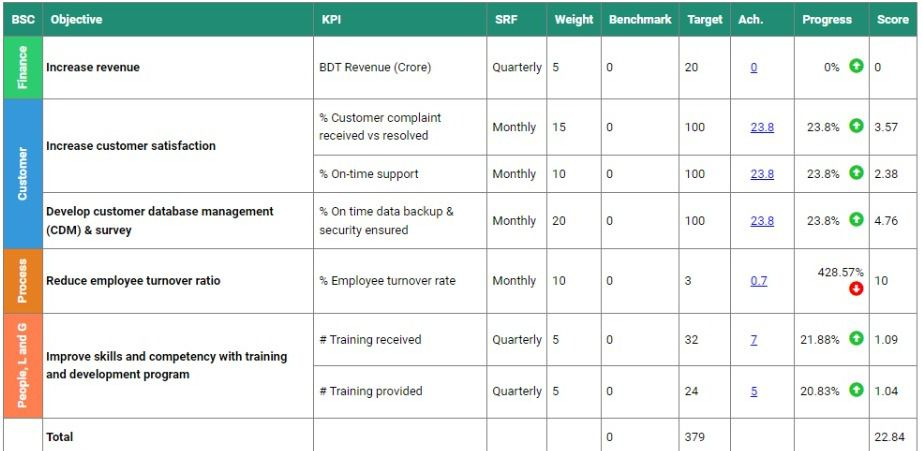 BSC Objective KPI SRF Weight Benchmark Target Ach. Progress Score
Finance
Increase revenue BDT Revenue (Crore) Quarterly 5 0 20 0 0% 0
Customer
Increase customer satisfaction
% Customer complaint
received vs resolved
Monthly 15 0 100 23.8 23.8% 3.57
% On-time support Monthly 10 0 100 23.8 23.8% 2.38
Develop customer database management
(CDM) & survey
% On time data backup &
security ensured
Monthly 20 0 100 23.8 23.8% 4.76
Process
Reduce employee turnover ratio % Employee turnover rate Monthly 10 0 3 0.7 428.57% 10
People, L and G
Improve skills and competency with training
and development program
# Training received Quarterly 5 0 32 7 21.88% 1.09
# Training provided Quarterly 5 0 24 5 20.83% 1.04
Total 0 379 22.84